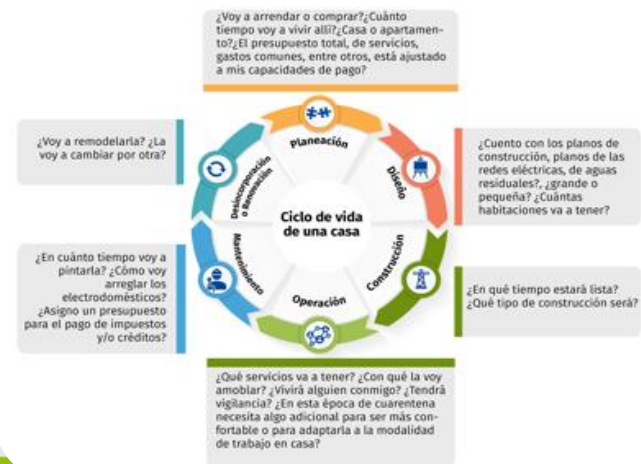 ¿Voy a arrendar o comprar?¿Cuánto
tiempo voy a vivir allí?¿Casa o apartamen-
to?¿El presupuesto total, de servicios,
gastos comunes, entre otros, está ajustado
a mis capacidades de pago?
¿Voy a remodelarla? ¿La
voy a cambiar por otra?
Planeación
Diseño
Construcción
Operación
Mantenimiento
Desincorporación
o Renovación
Ciclo de vida
de una casa
¿Cuento con los planos de
construcción, planos de las
redes eléctricas, de aguas
residuales?, ¿grande o
pequeña? ¿Cuántas
habitaciones va a tener?
¿En cuánto tiempo voy a
pintarla? ¿Cómo voy
arreglar los
electrodomésticos?
¿Asigno un presupuesto
para el pago de impuestos
y/o créditos?
¿En qué tiempo estará lista?
¿Qué tipo de construcción será?
¿Qué servicios va a tener? ¿Con qué la voy
amoblar? ¿Vivirá alguien conmigo? ¿Tendrá
vigilancia? ¿En esta época de cuarentena
necesita algo adicional para ser más con-
fortable o para adaptarla a la modalidad
de trabajo en casa?